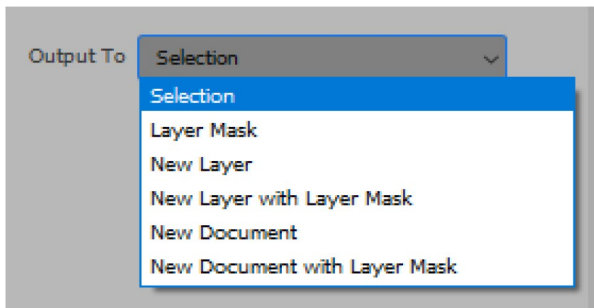 Output To Selection
Selection
Layer Mask
New Layer
New Layer with Layer Mask
New Document
New Document with Layer Mask